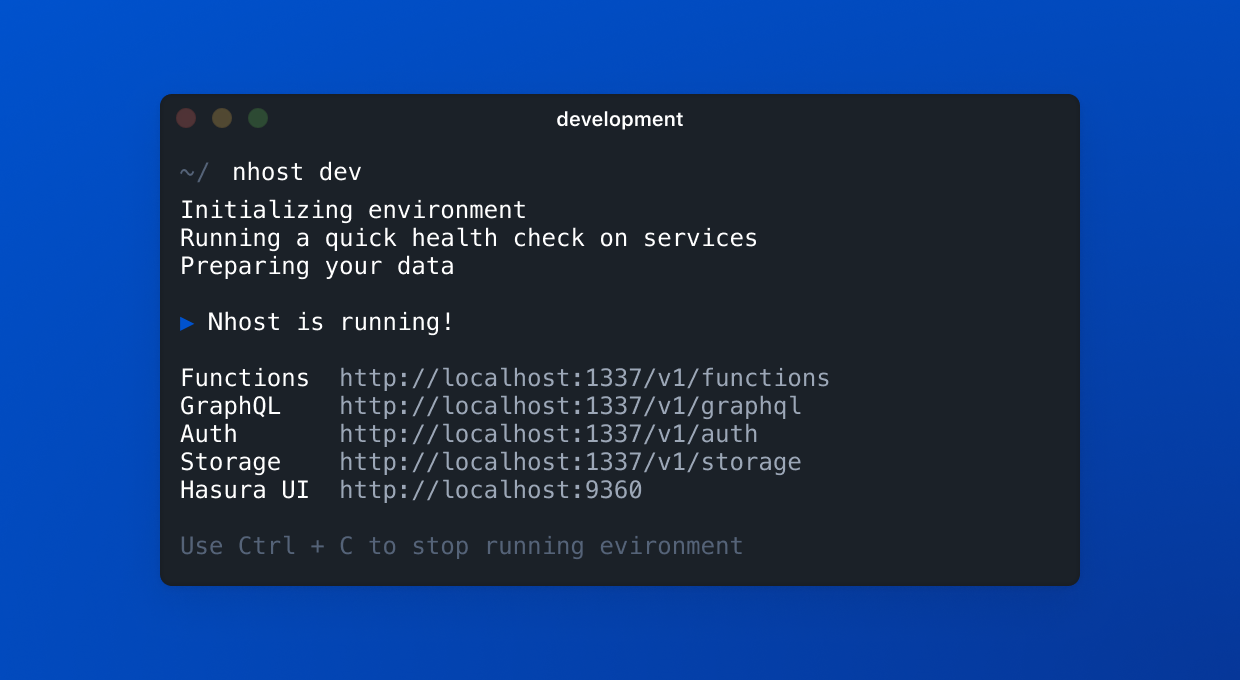 development
~/ nhost dev
Initializing environment
Running a quick health check on services
Preparing your data
▶ Nhost is running!
Functions http://localhost:1337/v1/functions
GraphQL http://localhost:1337/v1/graphql
Auth http://localhost:1337/v1/auth
Storage http://localhost:1337/v1/storage
Hasura UI http://localhost:9360
Use Ctrl + C to stop running evironment